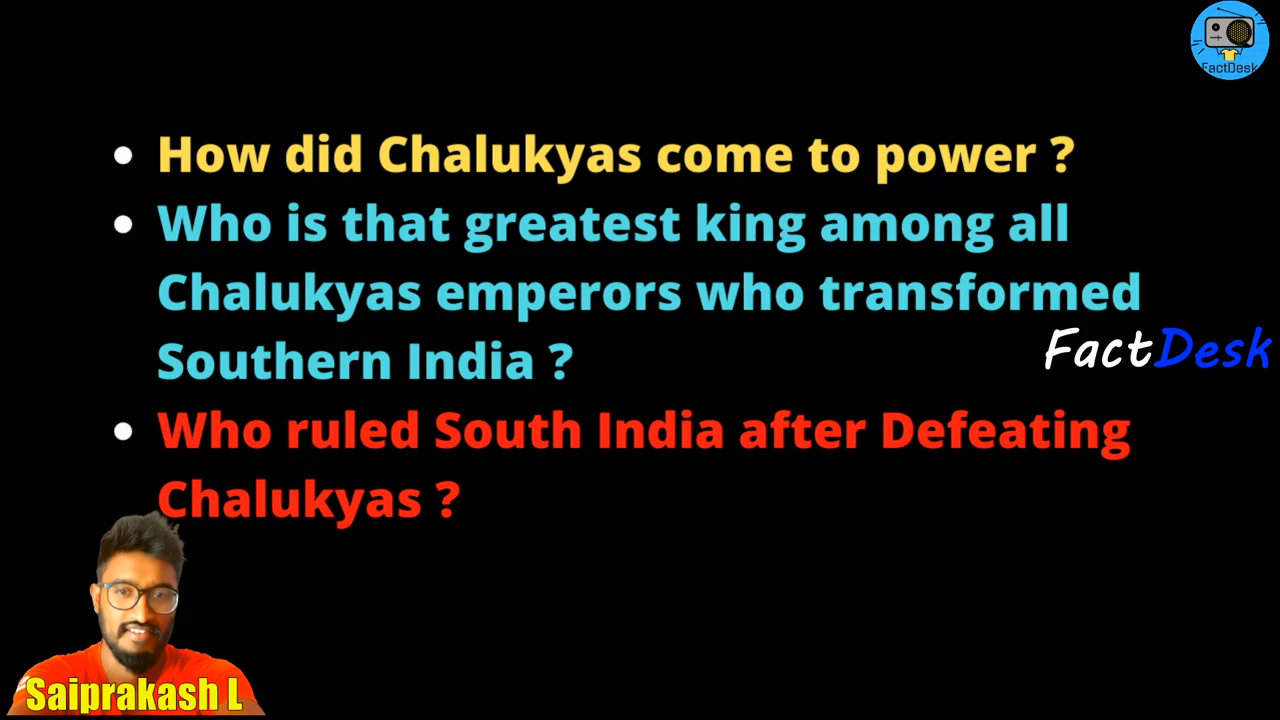 FactDesk
How did Chalukyas come to power ?
Who is that greatest king among all
Chalukyas emperors who transformed
Southern India ?
FactDesk
Who ruled South India after Defeating
Chalukyas ?
Saiprakash L